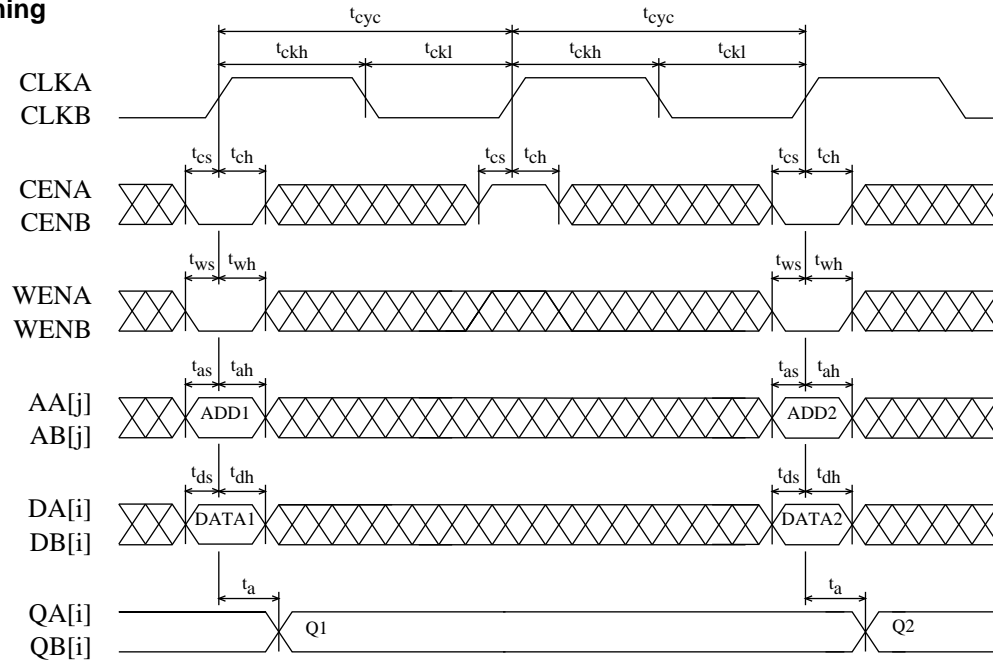 ning
tcyc tcyc
tckh tckl tckh tckl
CLKA
CLKB
tcs tch tcs tch tcs tch
CENA
CENB
tws twh tws twh
WENA
WENB
tas tah tas tah
AA[j] ADD1 ADD2
AB[j]
tds tdh tds tdh
DA[i] DATA1 DATA2
DB[i]
ta ta
QA[i] Q1 Q2
QB[i]